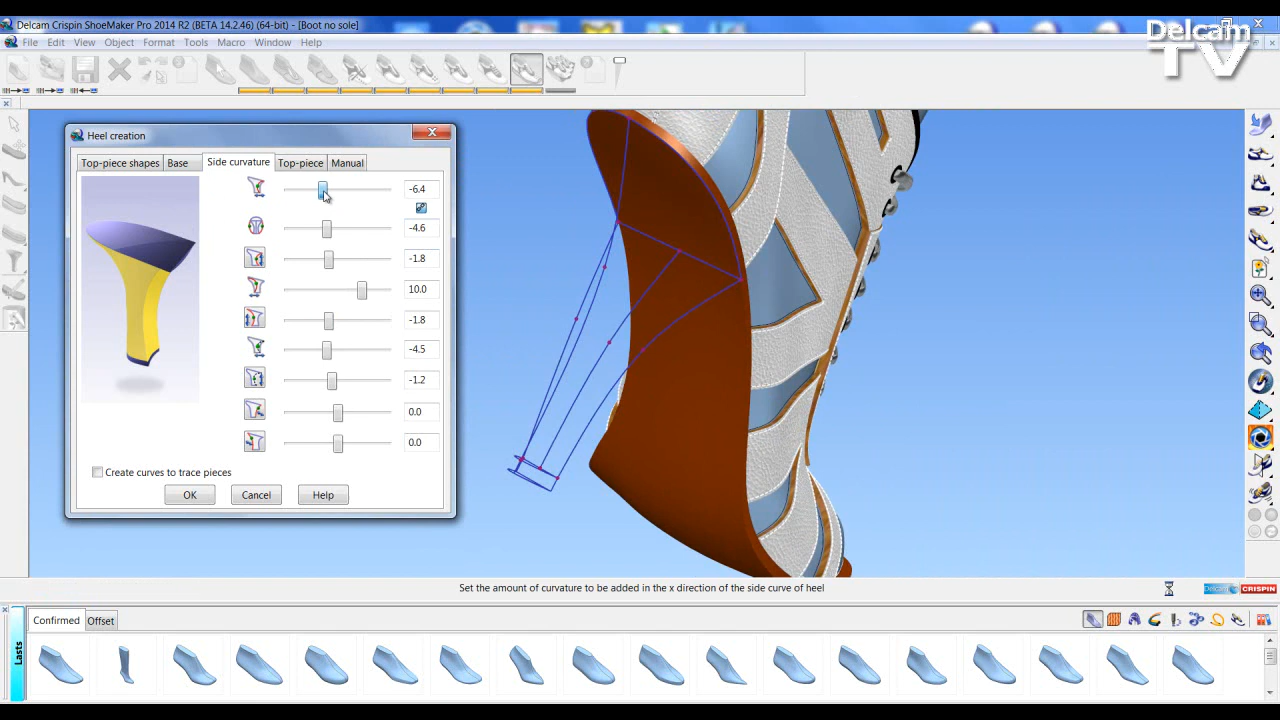 Delcam Crispin ShoeMaker Pro 2014 R2 (BETA 14.2.46) (64-bit) - [Boot no sole]
File Edit View Object Format Tools Macro Window Help
Delcam
TV
Heel creation
Top-piece shapes Base Side curvature Top-piece Manual
-6.4
-4.6
-1.8
10.0
-1.8
-4.5
-1.2
0.0
0.0
Create curves to trace pieces
OK Cancel Help
Set the amount of curvature to be added in the x direction of the side curve of heel
Delcam CRISPIN
Confirmed Offset
Lasts